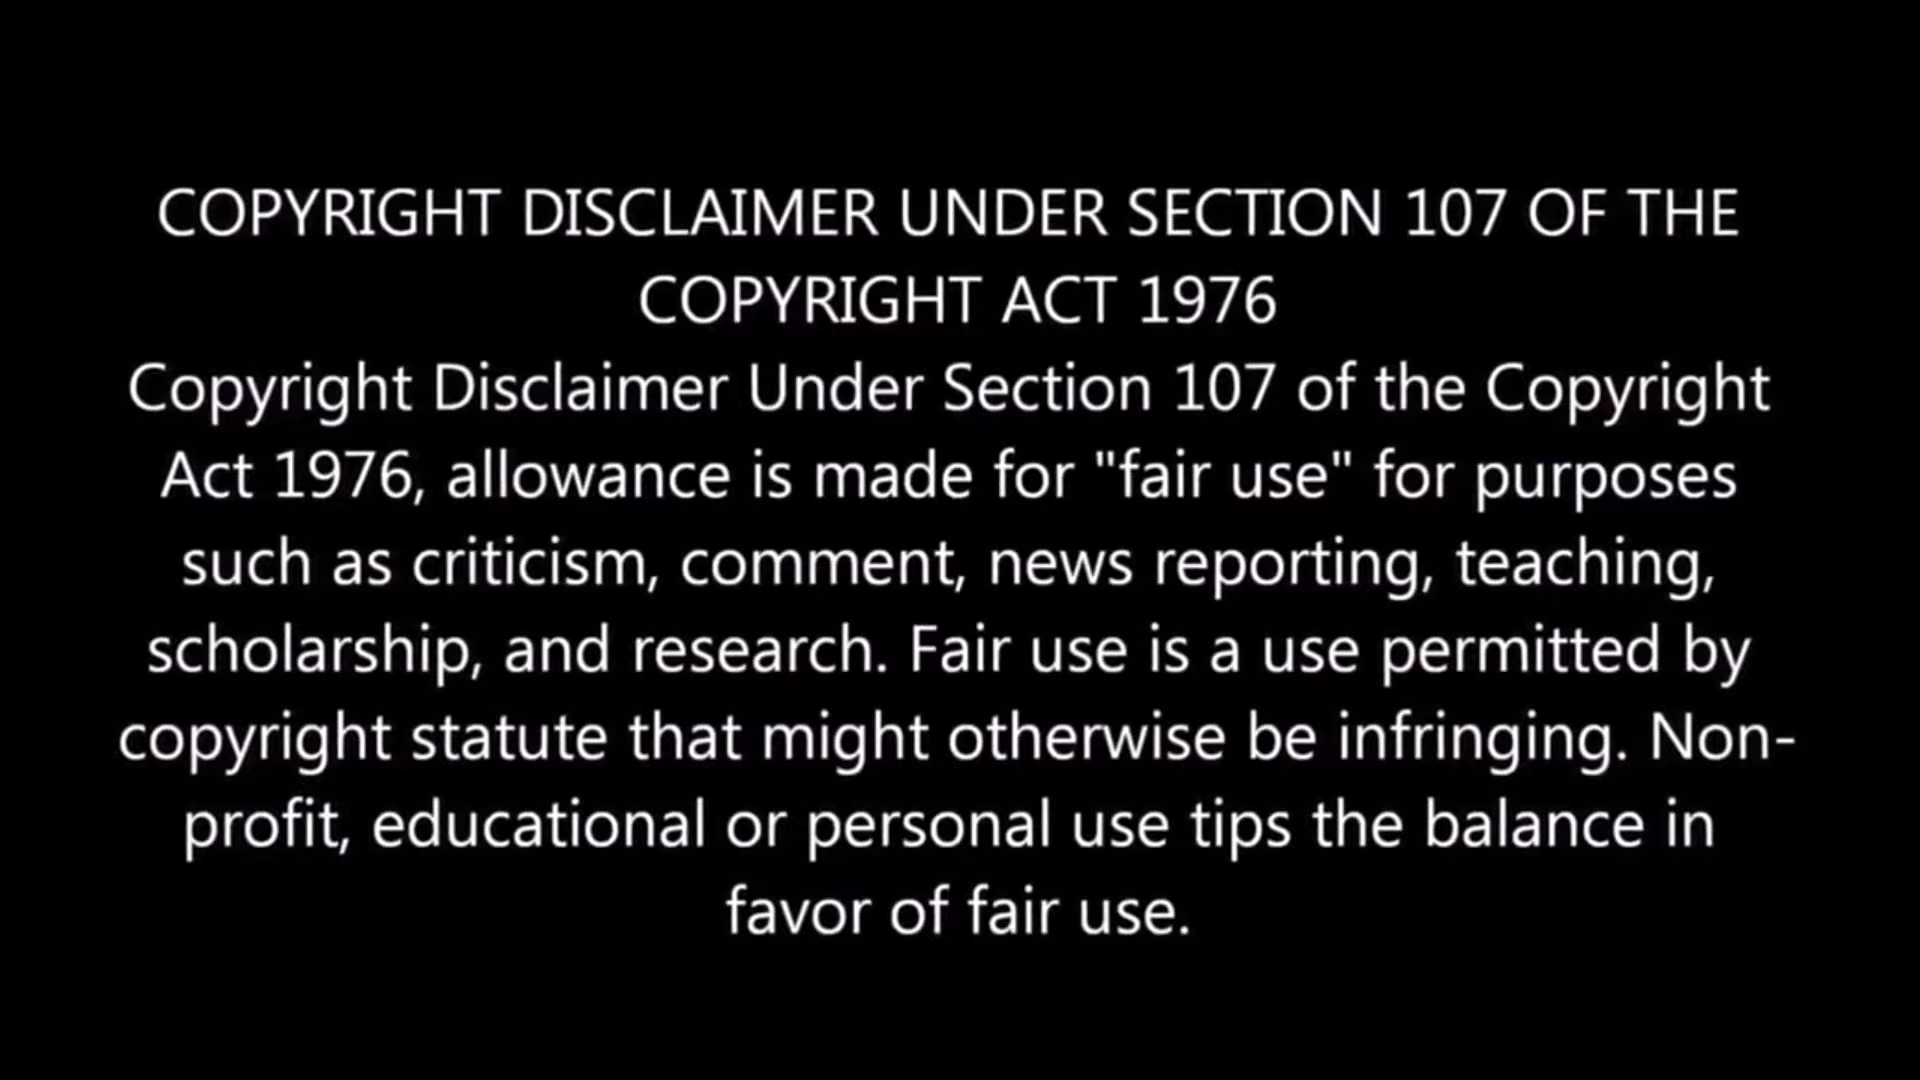 COPYRIGHT DISCLAIMER UNDER SECTION 107 OF THE
COPYRIGHT ACT 1976
Copyright Disclaimer Under Section 107 of the Copyright
Act 1976, allowance is made for "fair use" for purposes
such as criticism, comment, news reporting, teaching,
scholarship, and research. Fair use is a use permitted by
copyright statute that might otherwise be infringing. Non-
profit, educational or personal use tips the balance in
favor of fair use.